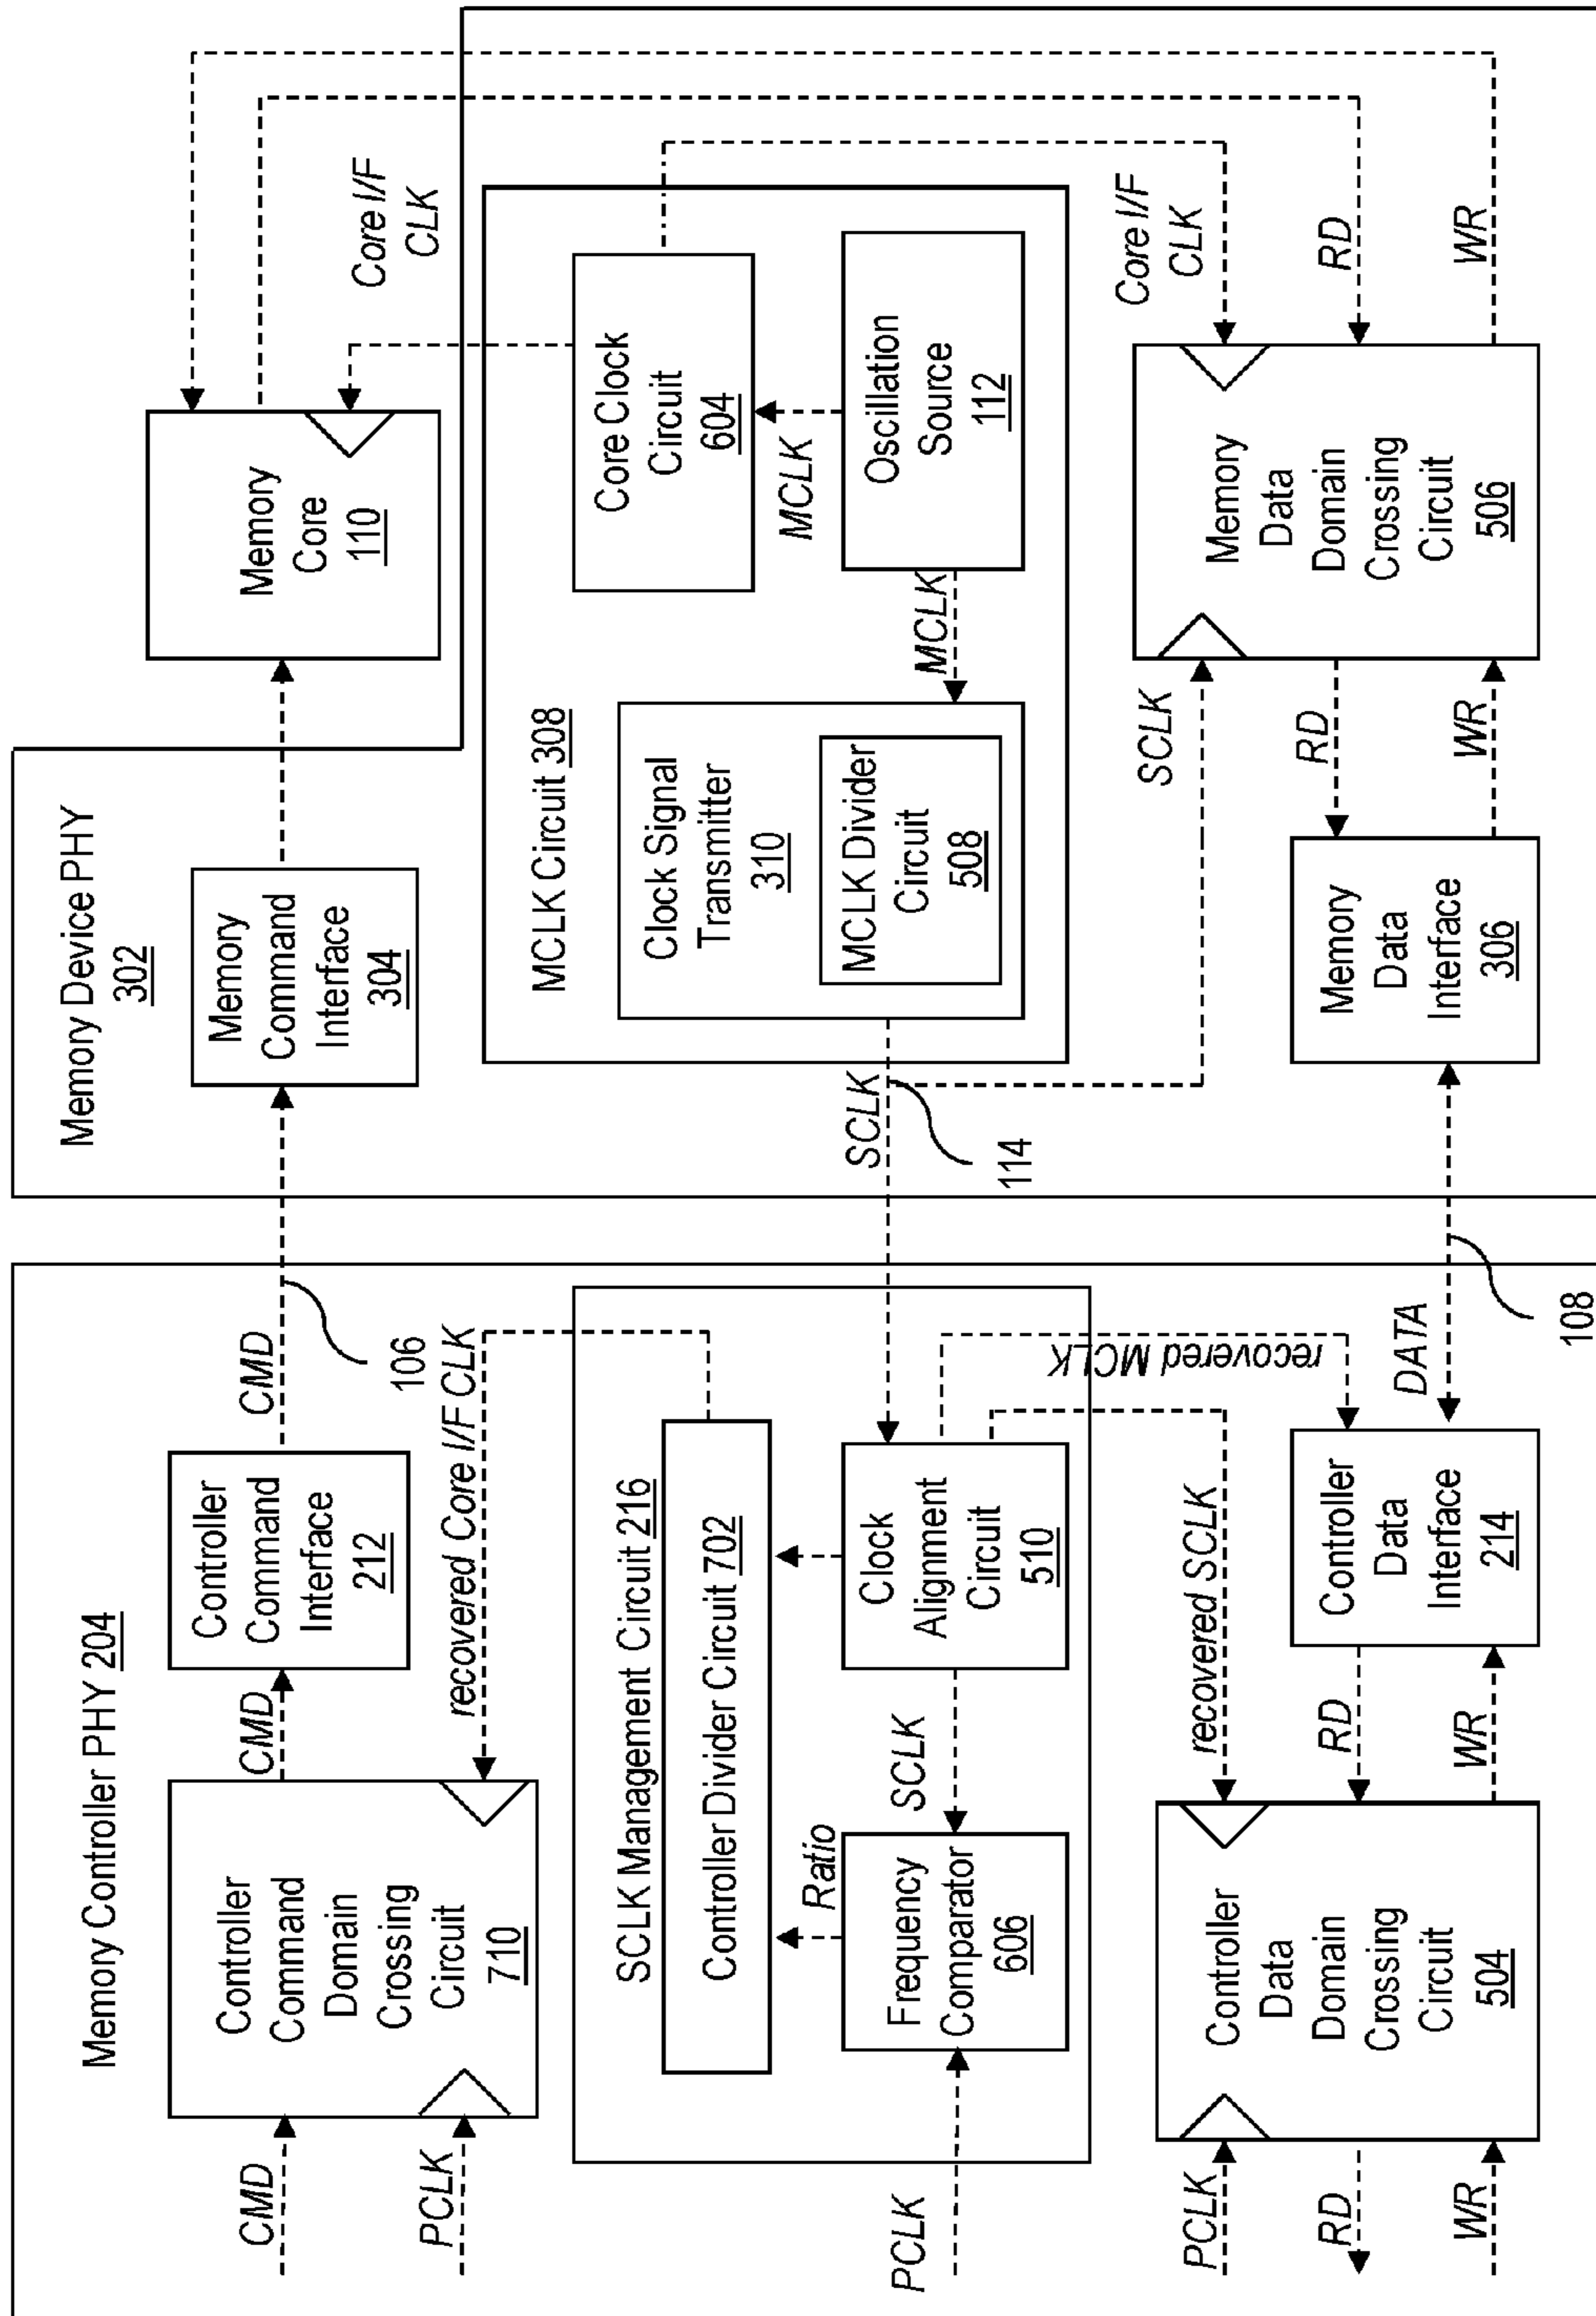 Memory Controller PHY 204
CMD
PCLK
Controller
Command
Domain
Crossing
Circuit
710
CMD
Controller
Command
Interface
212
CMD
106
recovered Core I/F CLK
SCLK Management Circuit 216
Controller Divider Circuit 702
PCLK
Frequency
Comparator
606
Ratio
SCLK
Clock
Alignment
Circuit
510
recovered MCLK
recovered SCLK
PCLK
RD
WR
Controller
Data
Domain
Crossing
Circuit
504
RD
WR
Controller
Data
Interface
214
DATA
108
Memory Device PHY
302
Memory
Command
Interface
304
Memory
Core
110
Core I/F
CLK
SCLK
114
MCLK Circuit 308
Clock Signal
Transmitter
310
MCLK Divider
Circuit
508
MCLK
Core Clock
Circuit
604
MCLK
Oscillation
Source
112
SCLK
Memory
Data
Interface
306
RD
WR
Memory
Data
Domain
Crossing
Circuit
506
Core I/F
CLK
RD
WR